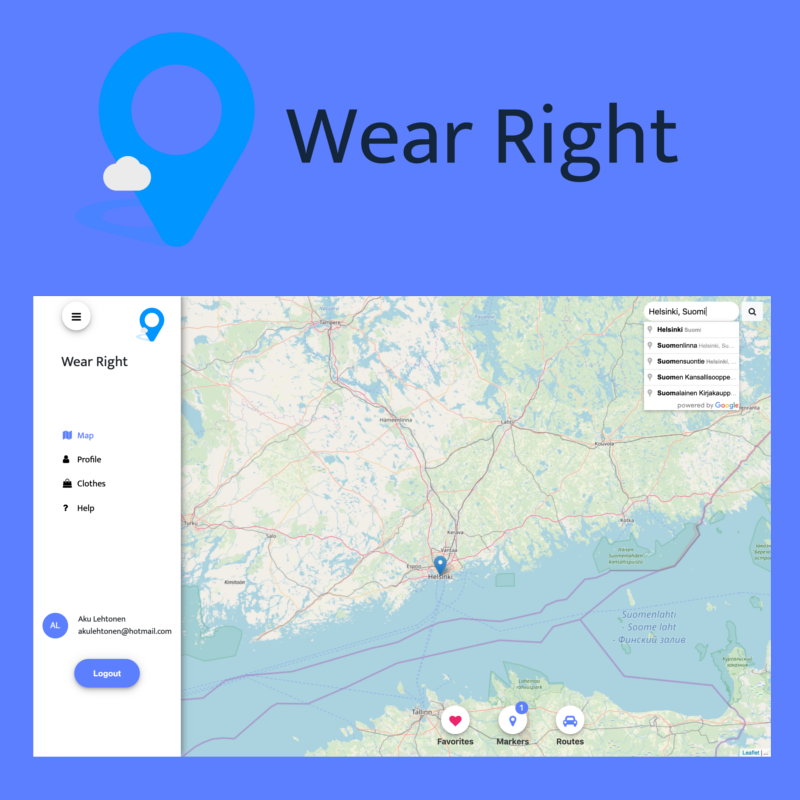 Wear Right
Wear Right
Map
Profile
Clothes
? Help
AL
Aku Lehtonen
akulehtonen@hotmail.com
Logout
Helsinki, Suomi
Helsinki Suomi
Suomenlinna Helsinki, Su...
Suomensuontie Helsinki, ...
Suomen Kansallisooppe...
Suomalainen Kirjakaupp...
powered by Google
Tampere
Hämeenlinna
Lahti
Kouvola
Turku
Salo
Kerava
Vantaa
Espoo
Helsinki
Kotka
Kimitoön
Suomenlahti
Soome laht
- Финский залив
Tallinn
1
Favorites
Markers
Routes
Leaflet | ...